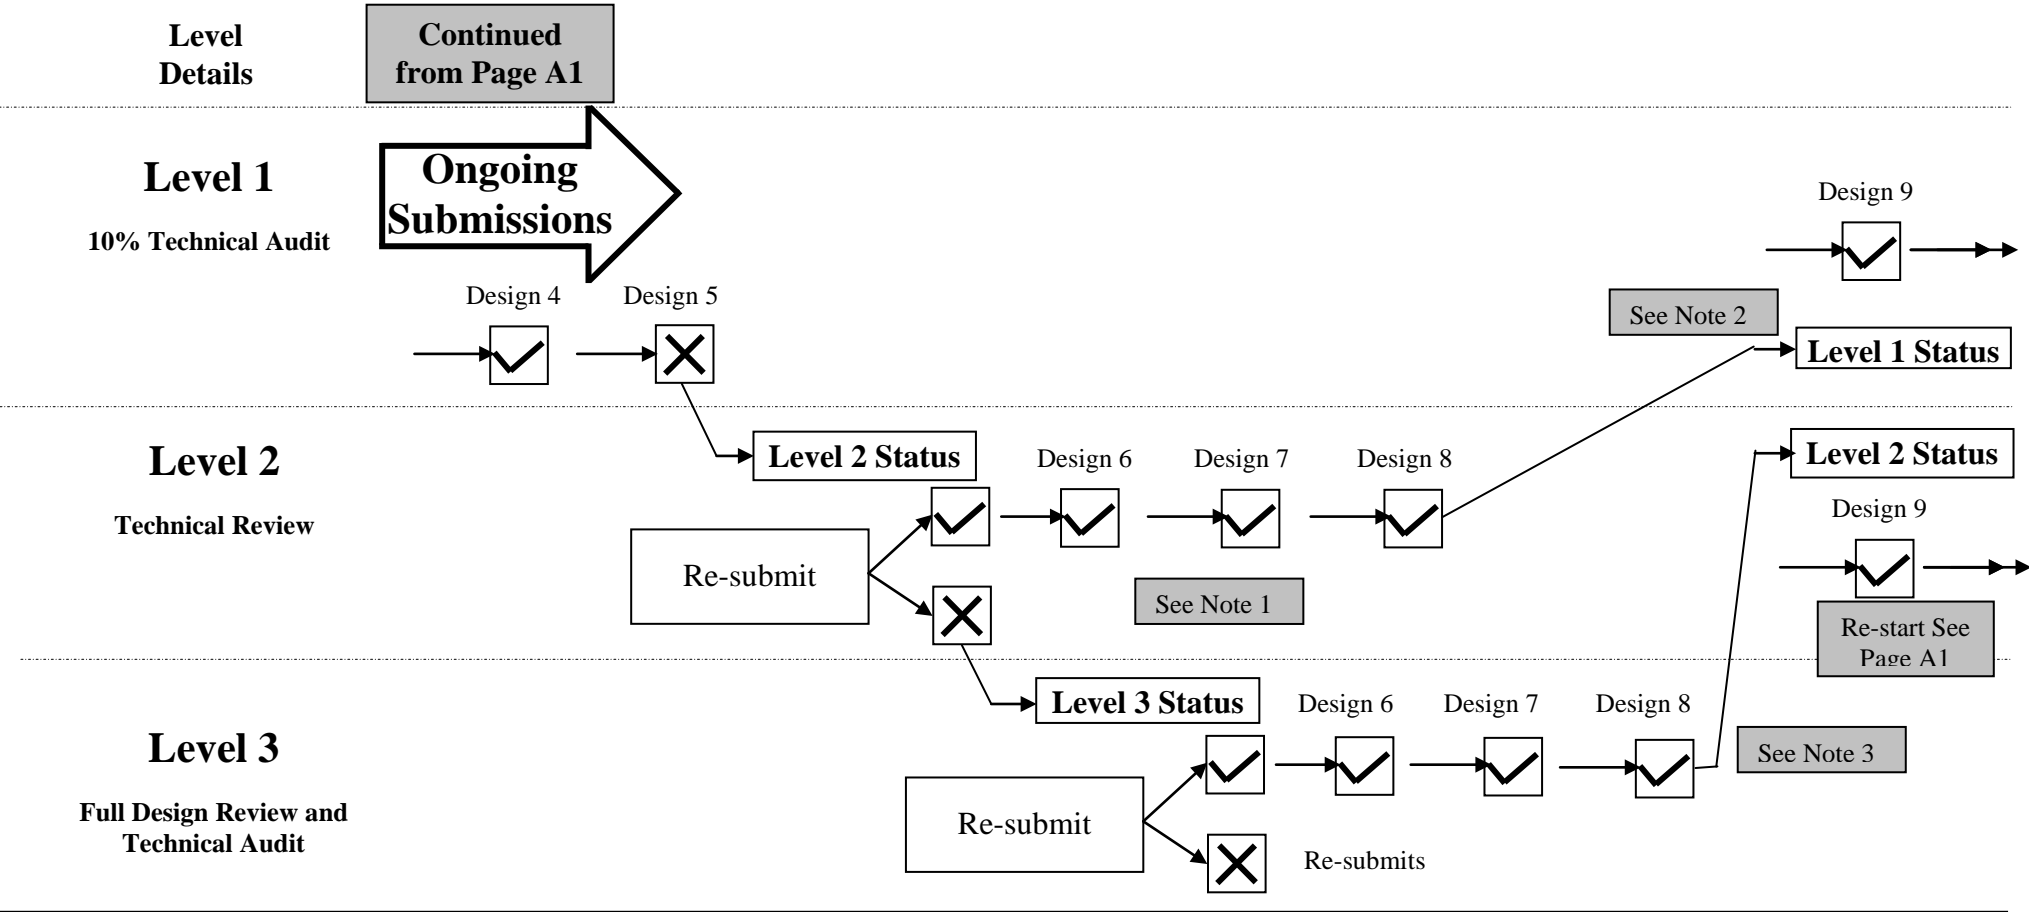 Level
Details
Continued
from Page A1
Level 1
10% Technical Audit
Ongoing
Submissions
Design 4
Design 5
Design 9
See Note 2
Level 1 Status
Level 2
Technical Review
Level 2 Status
Design 6
Design 7
Design 8
Level 2 Status
Design 9
Re-submit
See Note 1
Re-start See
Page A1
Level 3
Full Design Review and
Technical Audit
Level 3 Status
Design 6
Design 7
Design 8
See Note 3
Re-submit
Re-submits